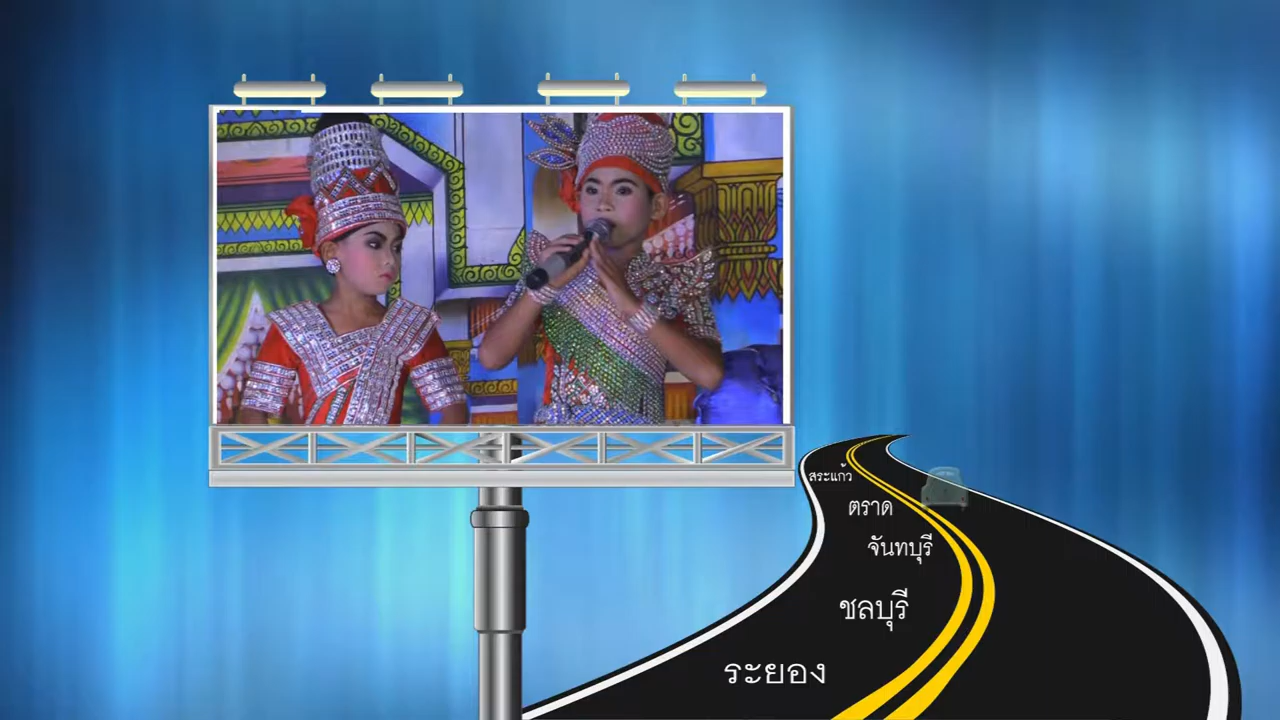 สระแก้ว
ตราด
จันทบุรี
ชลบุรี
ระยอง